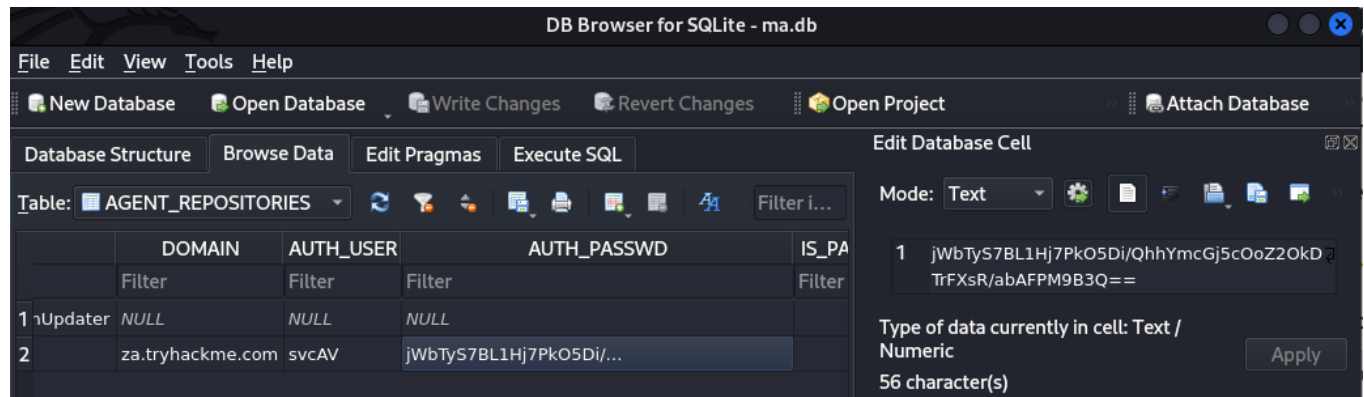 DB Browser for SQLite - ma.db
File Edit View Tools Help
New Database Open Database Write Changes Revert Changes Open Project Attach Database
Database Structure Browse Data Edit Pragmas Execute SQL
Table: AGENT_REPOSITORIES Filter i...
DOMAIN AUTH_USER AUTH_PASSWD IS_PA
Filter Filter Filter Filter
1 nUpdater NULL NULL NULL
2 za.tryhackme.com svcAV jWbTyS7BL1Hj7PkO5Di/...
Edit Database Cell
Mode: Text
1 jWbTyS7BL1Hj7PkO5Di/QhhYmcGj5cOoZ2OkD
TrFXsR/abAFPM9B3Q==
Type of data currently in cell: Text /
Numeric
Apply
56 character(s)